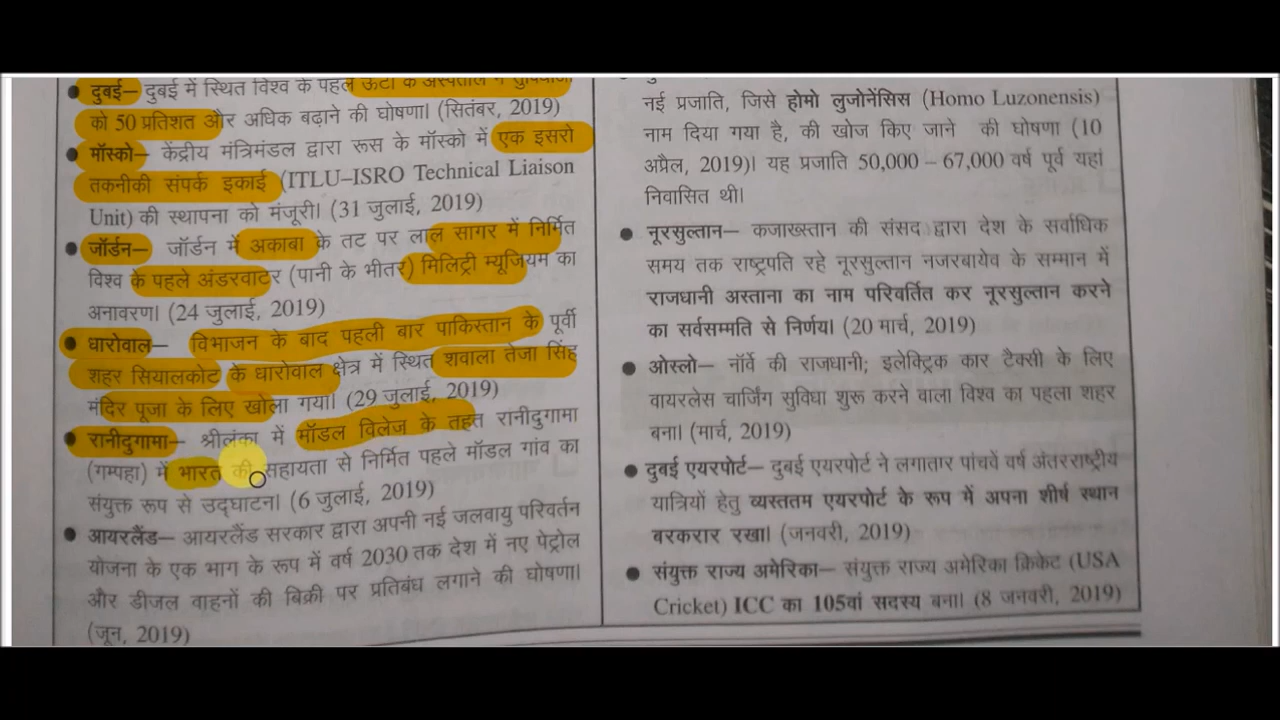 दुबई– दुबई में स्थित विश्व के पहले ऊंटों के अस्पताल में
को 50 प्रतिशत और अधिक बढ़ाने की घोषणा। (सितंबर, 2019)
मॉस्को– केंद्रीय मंत्रिमंडल द्वारा रूस के मॉस्को में एक इसरो
तकनीकी संपर्क इकाई (ITLU–ISRO Technical Liaison
Unit) की स्थापना को मंजूरी। (31 जुलाई, 2019)
जॉर्डन– जॉर्डन में अकाबा के तट पर लाल सागर में निर्मित
विश्व के पहले अंडरवाटर (पानी के भीतर) मिलिट्री म्यूजियम का
अनावरण। (24 जुलाई, 2019)
धारोवाल– विभाजन के बाद पहली बार पाकिस्तान के पूर्वी
शहर सियालकोट के धारोवाल क्षेत्र में स्थित शवाला तेजा सिंह
मंदिर पूजा के लिए खोला गया। (29 जुलाई, 2019)
रानीदुगामा– श्रीलंका में मॉडल विलेज के तहत रानीदुगामा
(गम्पहा) में भारत की सहायता से निर्मित पहले मॉडल गांव का
संयुक्त रूप से उद्घाटन। (6 जुलाई, 2019)
आयरलैंड– आयरलैंड सरकार द्वारा अपनी नई जलवायु परिवर्तन
योजना के एक भाग के रूप में वर्ष 2030 तक देश में नए पेट्रोल
और डीजल वाहनों की बिक्री पर प्रतिबंध लगाने की घोषणा।
(जून, 2019)
नई प्रजाति, जिसे होमो लुजोनेंसिस (Homo Luzonensis)
नाम दिया गया है, की खोज किए जाने की घोषणा (10
अप्रैल, 2019)। यह प्रजाति 50,000 – 67,000 वर्ष पूर्व यहां
निवासित थी।
नूरसुल्तान– कजाख्स्तान की संसद द्वारा देश के सर्वाधिक
समय तक राष्ट्रपति रहे नूरसुल्तान नजरबायेव के सम्मान में
राजधानी अस्ताना का नाम परिवर्तित कर नूरसुल्तान करने
का सर्वसम्मति से निर्णय। (20 मार्च, 2019)
ओस्लो– नॉर्वे की राजधानी; इलेक्ट्रिक कार टैक्सी के लिए
वायरलेस चार्जिंग सुविधा शुरू करने वाला विश्व का पहला शहर
बना। (मार्च, 2019)
दुबई एयरपोर्ट– दुबई एयरपोर्ट ने लगातार पांचवें वर्ष अंतरराष्ट्रीय
यात्रियों हेतु व्यस्ततम एयरपोर्ट के रूप में अपना शीर्ष स्थान
बरकरार रखा। (जनवरी, 2019)
संयुक्त राज्य अमेरिका– संयुक्त राज्य अमेरिका क्रिकेट (USA
Cricket) ICC का 105वां सदस्य बना। (8 जनवरी, 2019)